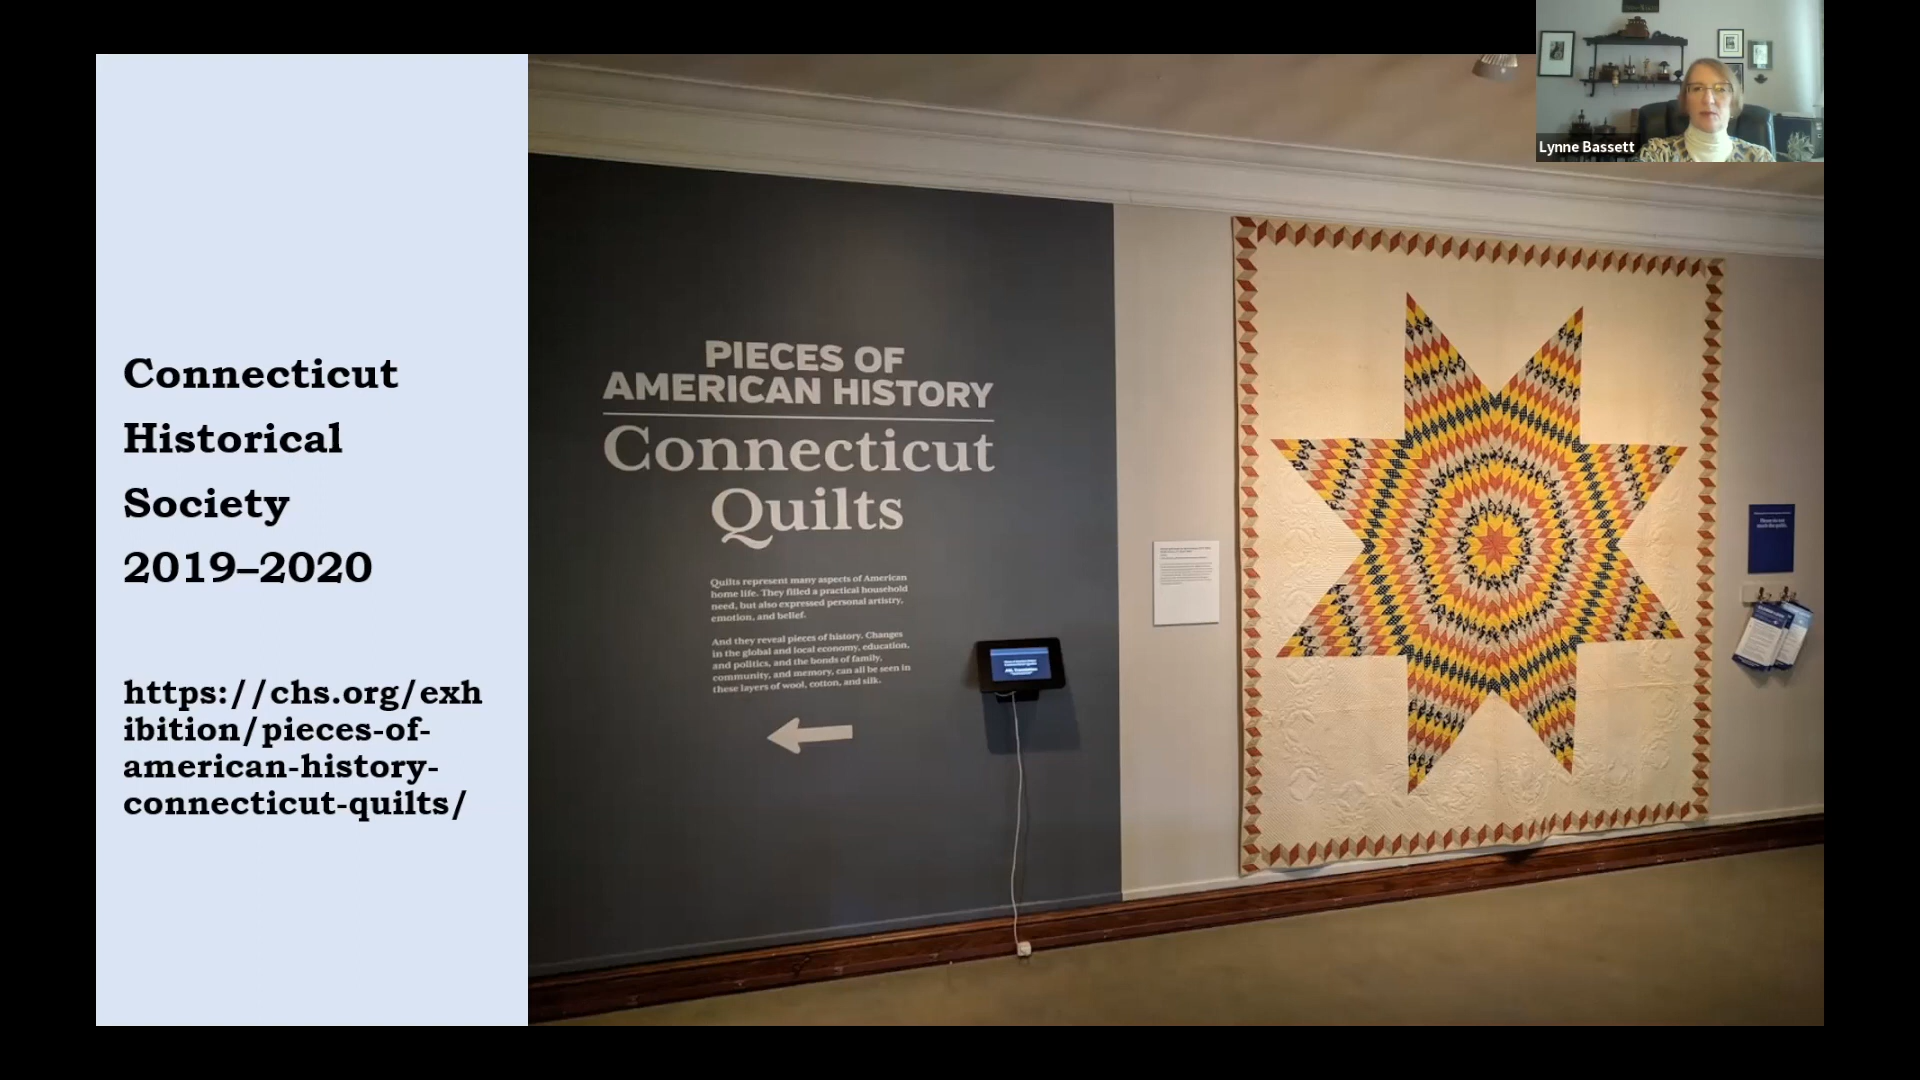 Connecticut
Historical
Society
2019–2020
https://chs.org/exh
ibition/pieces-of-
american-history-
connecticut-quilts/
PIECES OF
AMERICAN HISTORY
Connecticut
Quilts
Quilts represent many aspects of American
home life. They filled a practical household
need, but also expressed personal artistry,
emotion, and belief.
And they reveal pieces of history. Changes
in the global and local economy, education,
and politics, and the bonds of family,
community, and memory, can all be seen in
these layers of wool, cotton, and silk.
Lynne Bassett